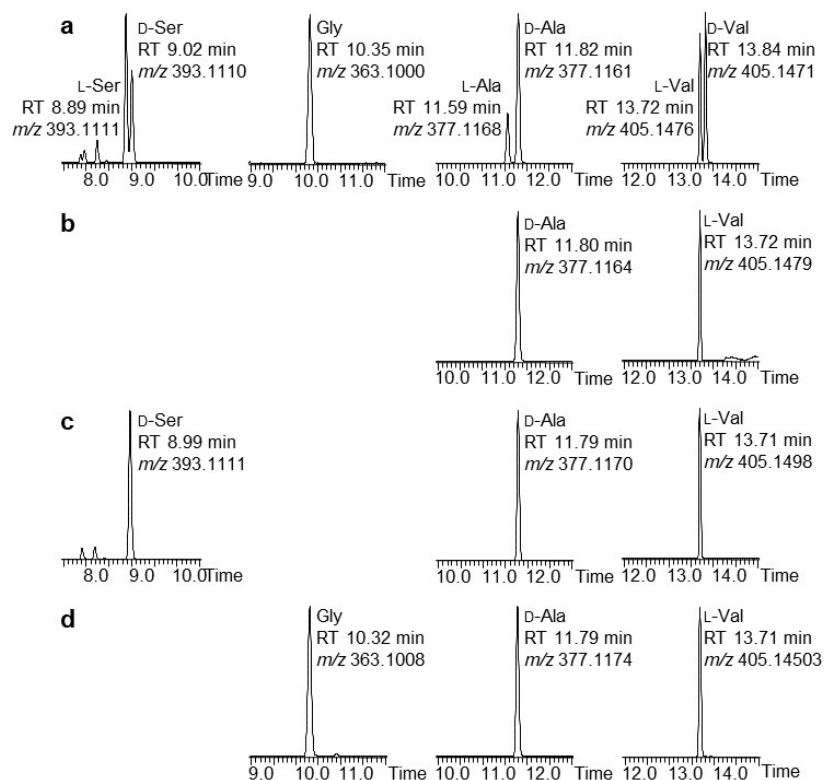 a
D-Ser
RT 9.02 min
m/z 393.1110
L-Ser
RT 8.89 min
m/z 393.1111
8.0 9.0 10.0 Time
Gly
RT 10.35 min
m/z 363.1000
9.0 10.0 11.0 Time
D-Ala
RT 11.82 min
m/z 377.1161
L-Ala
RT 11.59 min
m/z 377.1168
10.0 11.0 12.0 Time
D-Val
RT 13.84 min
m/z 405.1471
L-Val
RT 13.72 min
m/z 405.1476
12.0 13.0 14.0 Time
b
D-Ala
RT 11.80 min
m/z 377.1164
10.0 11.0 12.0 Time
L-Val
RT 13.72 min
m/z 405.1479
12.0 13.0 14.0 Time
c
D-Ser
RT 8.99 min
m/z 393.1111
8.0 9.0 10.0 Time
D-Ala
RT 11.79 min
m/z 377.1170
10.0 11.0 12.0 Time
L-Val
RT 13.71 min
m/z 405.1498
12.0 13.0 14.0 Time
d
Gly
RT 10.32 min
m/z 363.1008
9.0 10.0 11.0 Time
D-Ala
RT 11.79 min
m/z 377.1174
10.0 11.0 12.0 Time
L-Val
RT 13.71 min
m/z 405.14503
12.0 13.0 14.0 Time